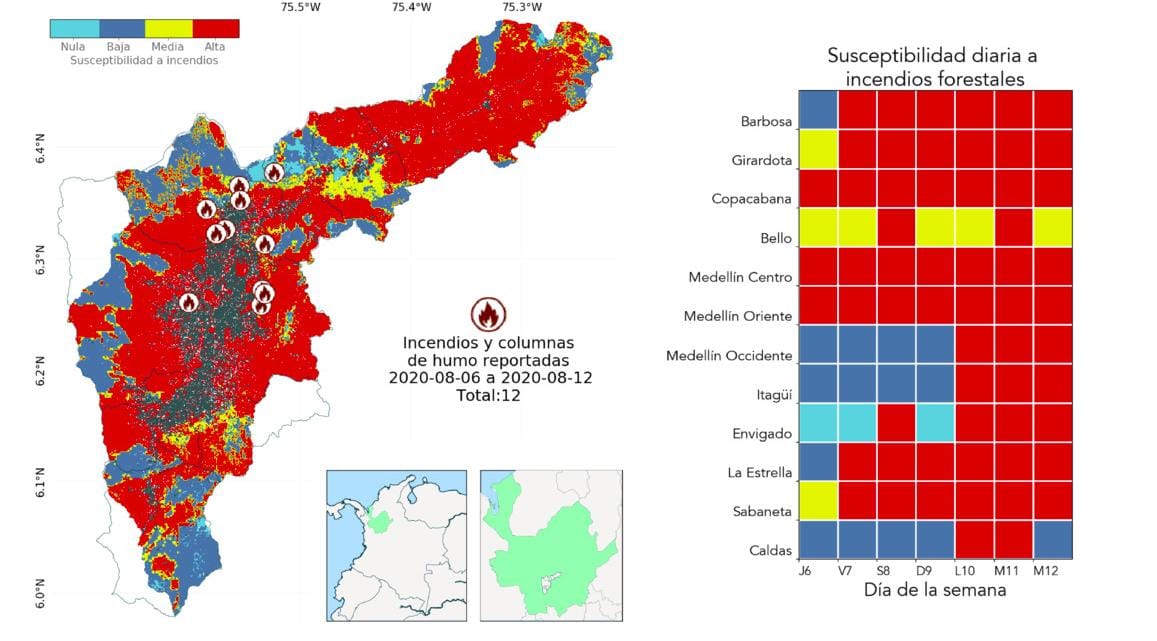 75.5°W 75.4°W 75.3°W
Nula Baja Media Alta
Susceptibilidad a incendios
6.4°N
6.3°N
6.2°N
6.1°N
6.0°N
Incendios y columnas
de humo reportadas
2020-08-06 a 2020-08-12
Total:12
Susceptibilidad diaria a
incendios forestales
Barbosa
Girardota
Copacabana
Bello
Medellín Centro
Medellín Oriente
Medellín Occidente
Itagüí
Envigado
La Estrella
Sabaneta
Caldas
J6 V7 S8 D9 L10 M11 M12
Día de la semana